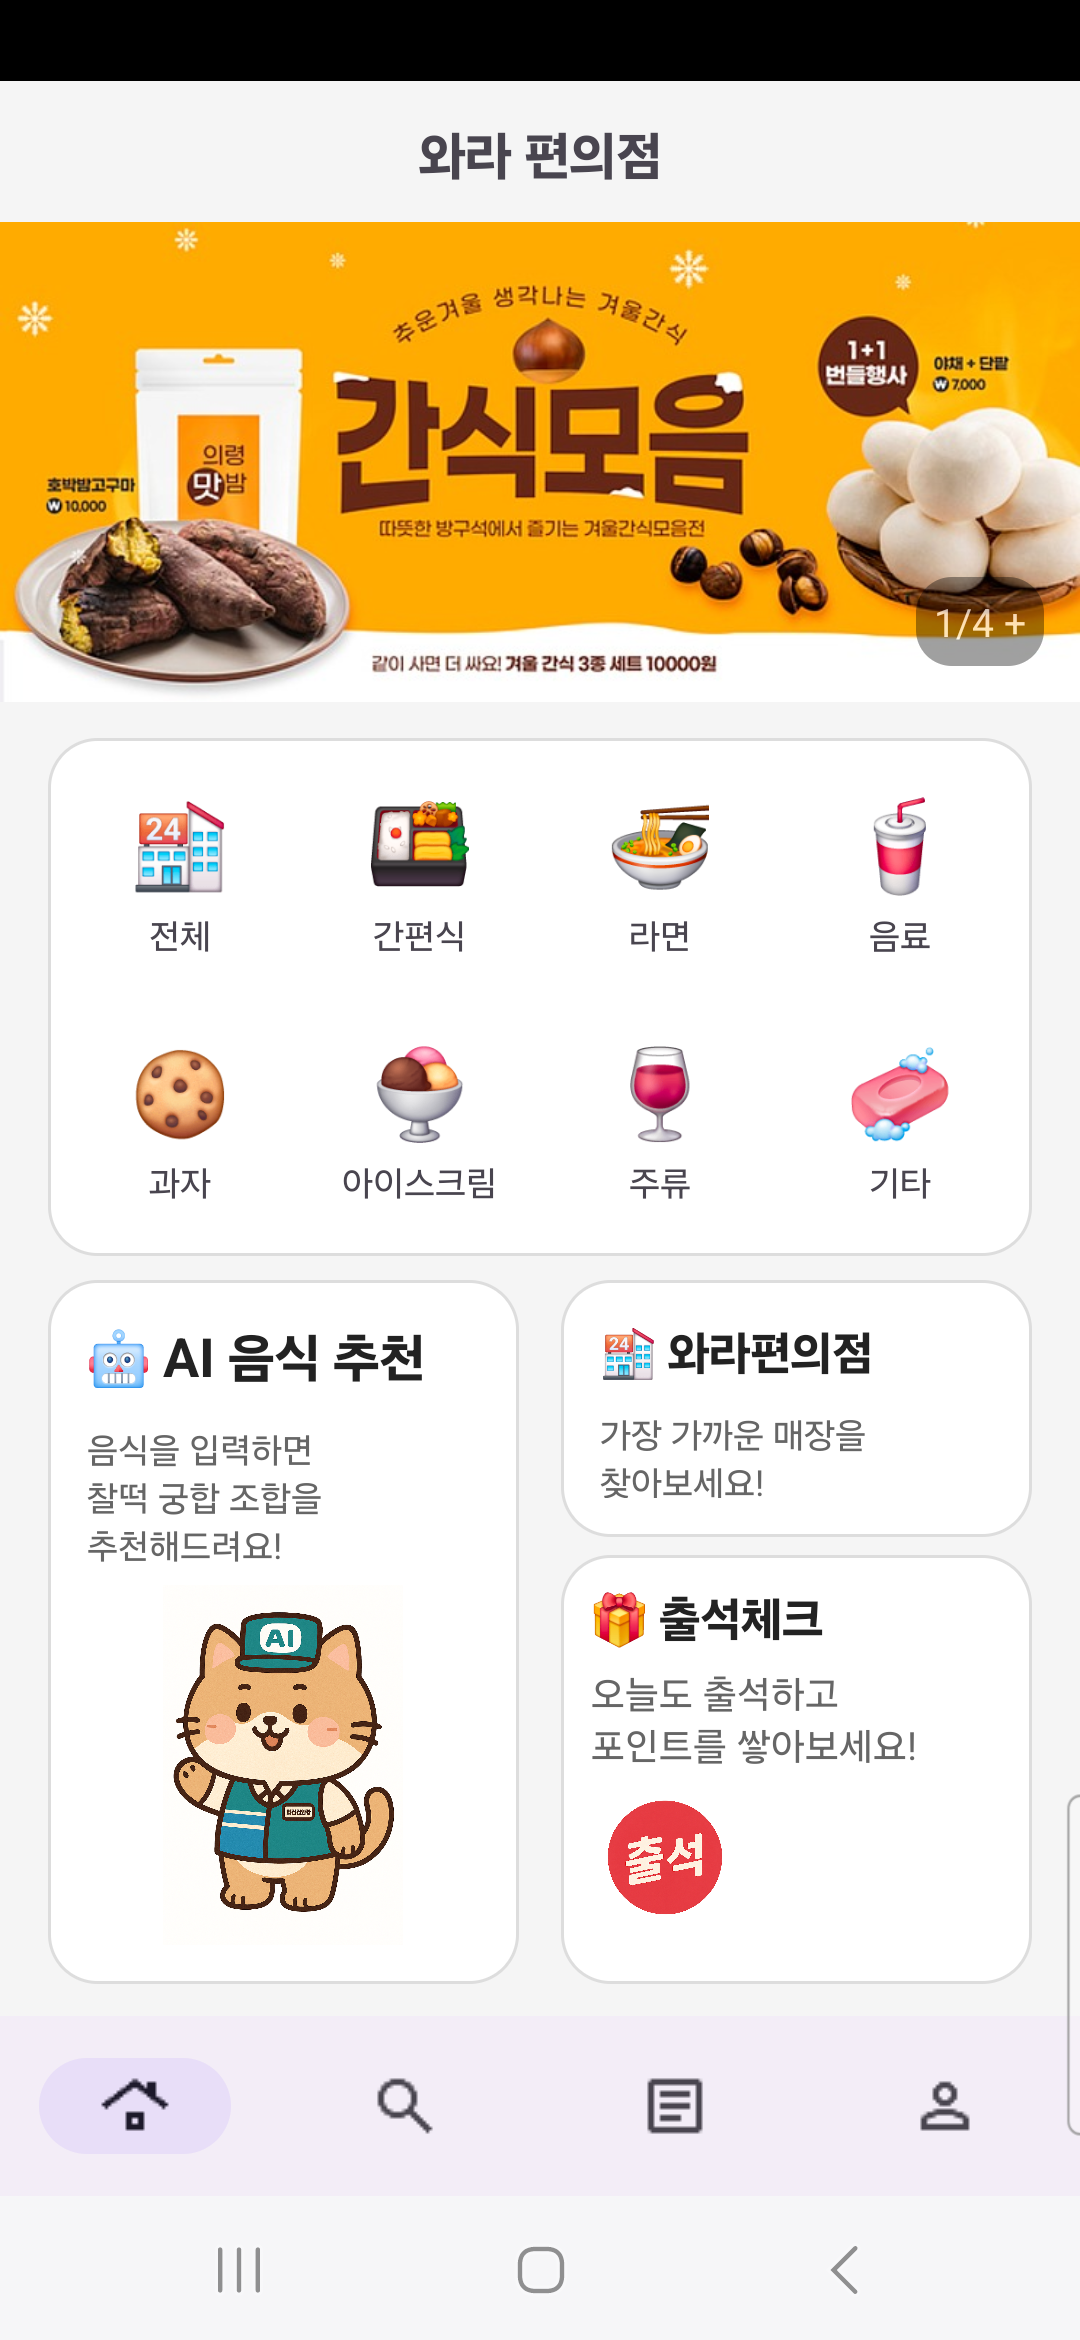 와라 편의점
추운겨울 생각나는 겨울간식
간식모음
따뜻한 방구석에서 즐기는 겨울간식모음전
의령
맛밤
호박밤고구마
₩ 10,000
1+1
번들행사
야채 + 단팥
₩ 7,000
같이 사면 더 싸요! 겨울 간식 3종 세트 10000원
1/4 +
24
전체
간편식
라면
음료
과자
아이스크림
주류
기타
AI 음식 추천
음식을 입력하면
찰떡 궁합 조합을
추천해드려요!
AI
24
와라편의점
가장 가까운 매장을
찾아보세요!
출석체크
오늘도 출석하고
포인트를 쌓아보세요!
출석